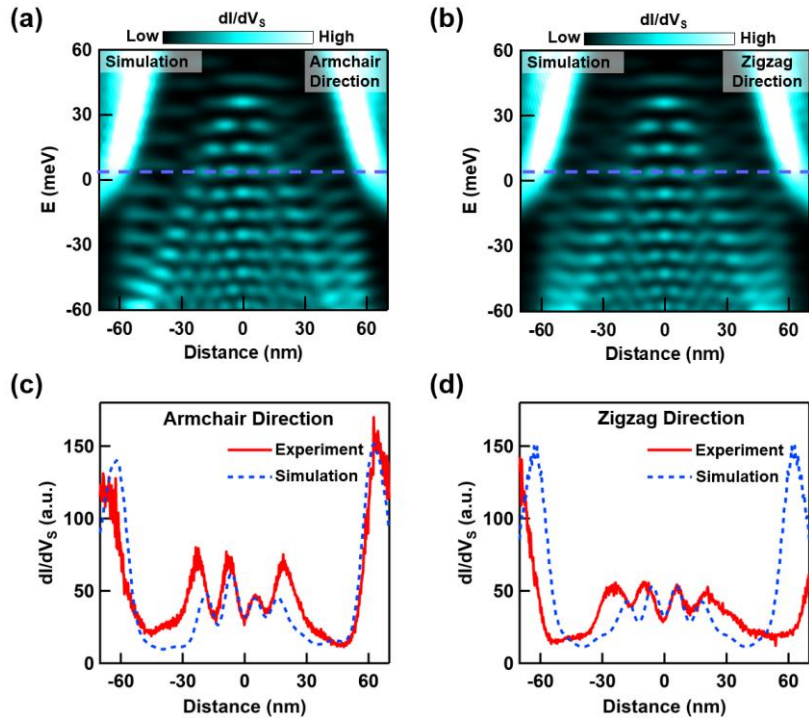 (a)
dI/dVS
Low High
Simulation
Armchair
Direction
60
30
0
-30
-60
E (meV)
-60 -30 0 30 60
Distance (nm)
(b)
dI/dVS
Low High
Simulation
Zigzag
Direction
60
30
0
-30
-60
E (meV)
-60 -30 0 30 60
Distance (nm)
(c)
Armchair Direction
Experiment
Simulation
150
100
50
0
dI/dVS (a.u.)
-60 -30 0 30 60
Distance (nm)
(d)
Zigzag Direction
Experiment
Simulation
150
100
50
0
dI/dVS (a.u.)
-60 -30 0 30 60
Distance (nm)